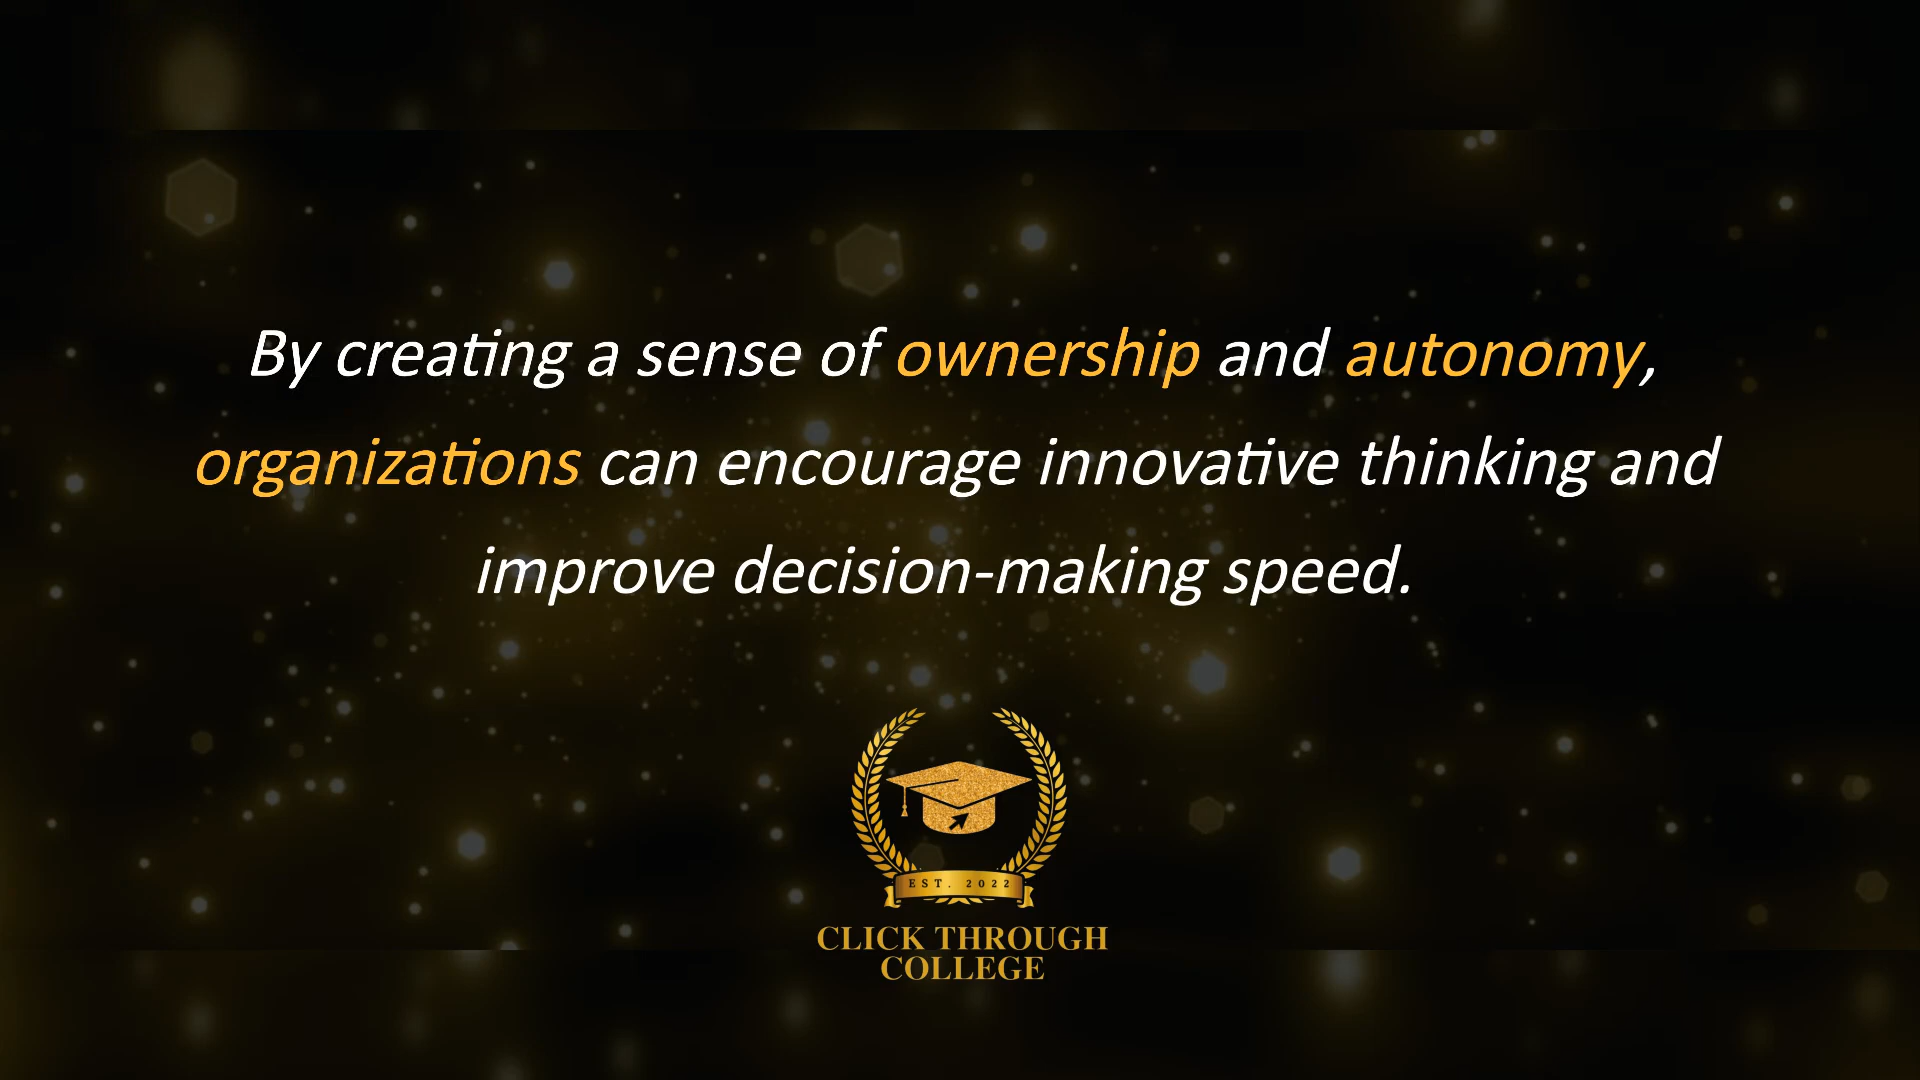 By creating a sense of ownership and autonomy,
organizations can encourage innovative thinking and
improve decision-making speed.
EST. 2022
CLICK THROUGH
COLLEGE